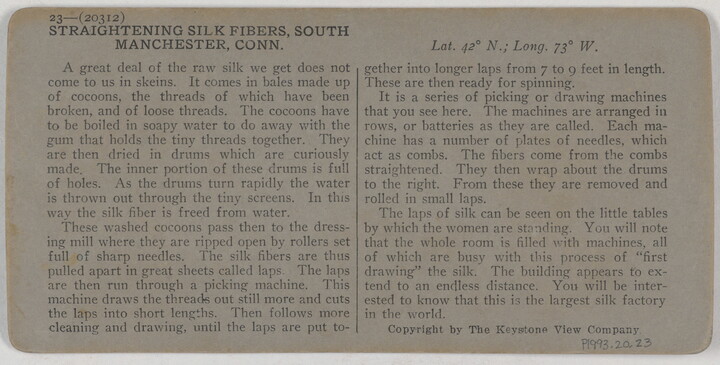 23—(20312)
STRAIGHTENING SILK FIBERS, SOUTH
MANCHESTER, CONN.
Lat. 42° N.; Long. 73° W.
A great deal of the raw silk we get does not
come to us in skeins. It comes in bales made up
of cocoons, the threads of which have been
broken, and of loose threads. The cocoons have
to be boiled in soapy water to do away with the
gum that holds the tiny threads together. They
are then dried in drums which are curiously
made. The inner portion of these drums is full
of holes. As the drums turn rapidly the water
is thrown out through the tiny screens. In this
way the silk fiber is freed from water.
These washed cocoons pass then to the dress-
ing mill where they are ripped open by rollers set
full of sharp needles. The silk fibers are thus
pulled apart in great sheets called laps. The laps
are then run through a picking machine. This
machine draws the threads out still more and cuts
the laps into short lengths. Then follows more
cleaning and drawing, until the laps are put to-
gether into longer laps from 7 to 9 feet in length.
These are then ready for spinning.
It is a series of picking or drawing machines
that you see here. The machines are arranged in
rows, or batteries as they are called. Each ma-
chine has a number of plates of needles, which
act as combs. The fibers come from the combs
straightened. They then wrap about the drums
to the right. From these they are removed and
rolled in small laps.
The laps of silk can be seen on the little tables
by which the women are standing. You will note
that the whole room is filled with machines, all
of which are busy with this process of "first
drawing" the silk. The building appears to ex-
tend to an endless distance. You will be inter-
ested to know that this is the largest silk factory
in the world.
Copyright by The Keystone View Company.
P1993.20.23